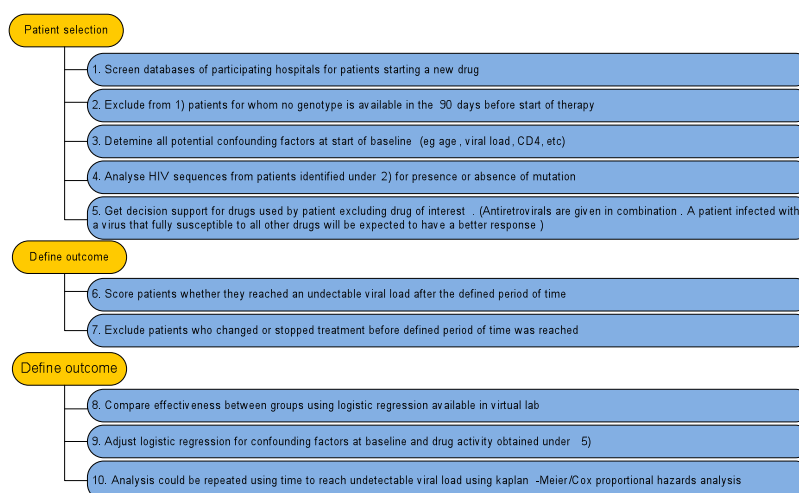 Patient selection
1. Screen databases of participating hospitals for patients starting a new drug
2. Exclude from 1) patients for whom no genotype is available in the 90 days before start of therapy
3. Detemine all potential confounding factors at start of baseline (eg age, viral load, CD4, etc)
4. Analyse HIV sequences from patients identified under 2) for presence or absence of mutation
5. Get decision support for drugs used by patient excluding drug of interest . (Antiretrovirals are given in combination . A patient infected with
a virus that fully susceptible to all other drugs will be expected to have a better response )
Define outcome
6. Score patients whether they reached an undectable viral load after the defined period of time
7. Exclude patients who changed or stopped treatment before defined period of time was reached
Define outcome
8. Compare effectiveness between groups using logistic regression available in virtual lab
9. Adjust logistic regression for confounding factors at baseline and drug activity obtained under 5)
10. Analysis could be repeated using time to reach undetectable viral load using kaplan -Meier/Cox proportional hazards analysis